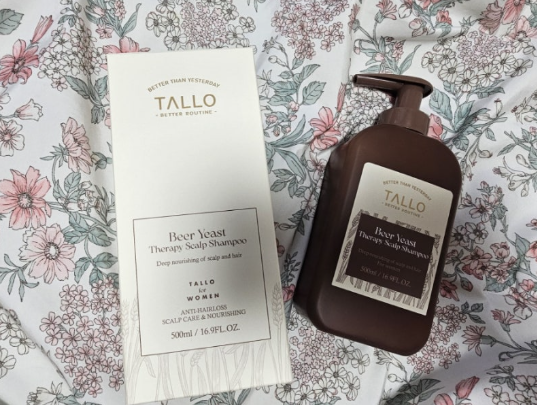 BETTER THAN YESTERDAY
TALLO
- BETTER ROUTINE -
Beer Yeast
Therapy Scalp Shampoo
Deep nourishing of scalp and hair
TALLO
for
WOMEN
ANTI-HAIRLOSS
SCALP CARE & NOURISHING
500ml / 16.9FL.OZ.
BETTER THAN YESTERDAY
TALLO
BETTER ROUTINE
Beer Yeast
Therapy Scalp Shampoo
500ml / 16.9FL.OZ.